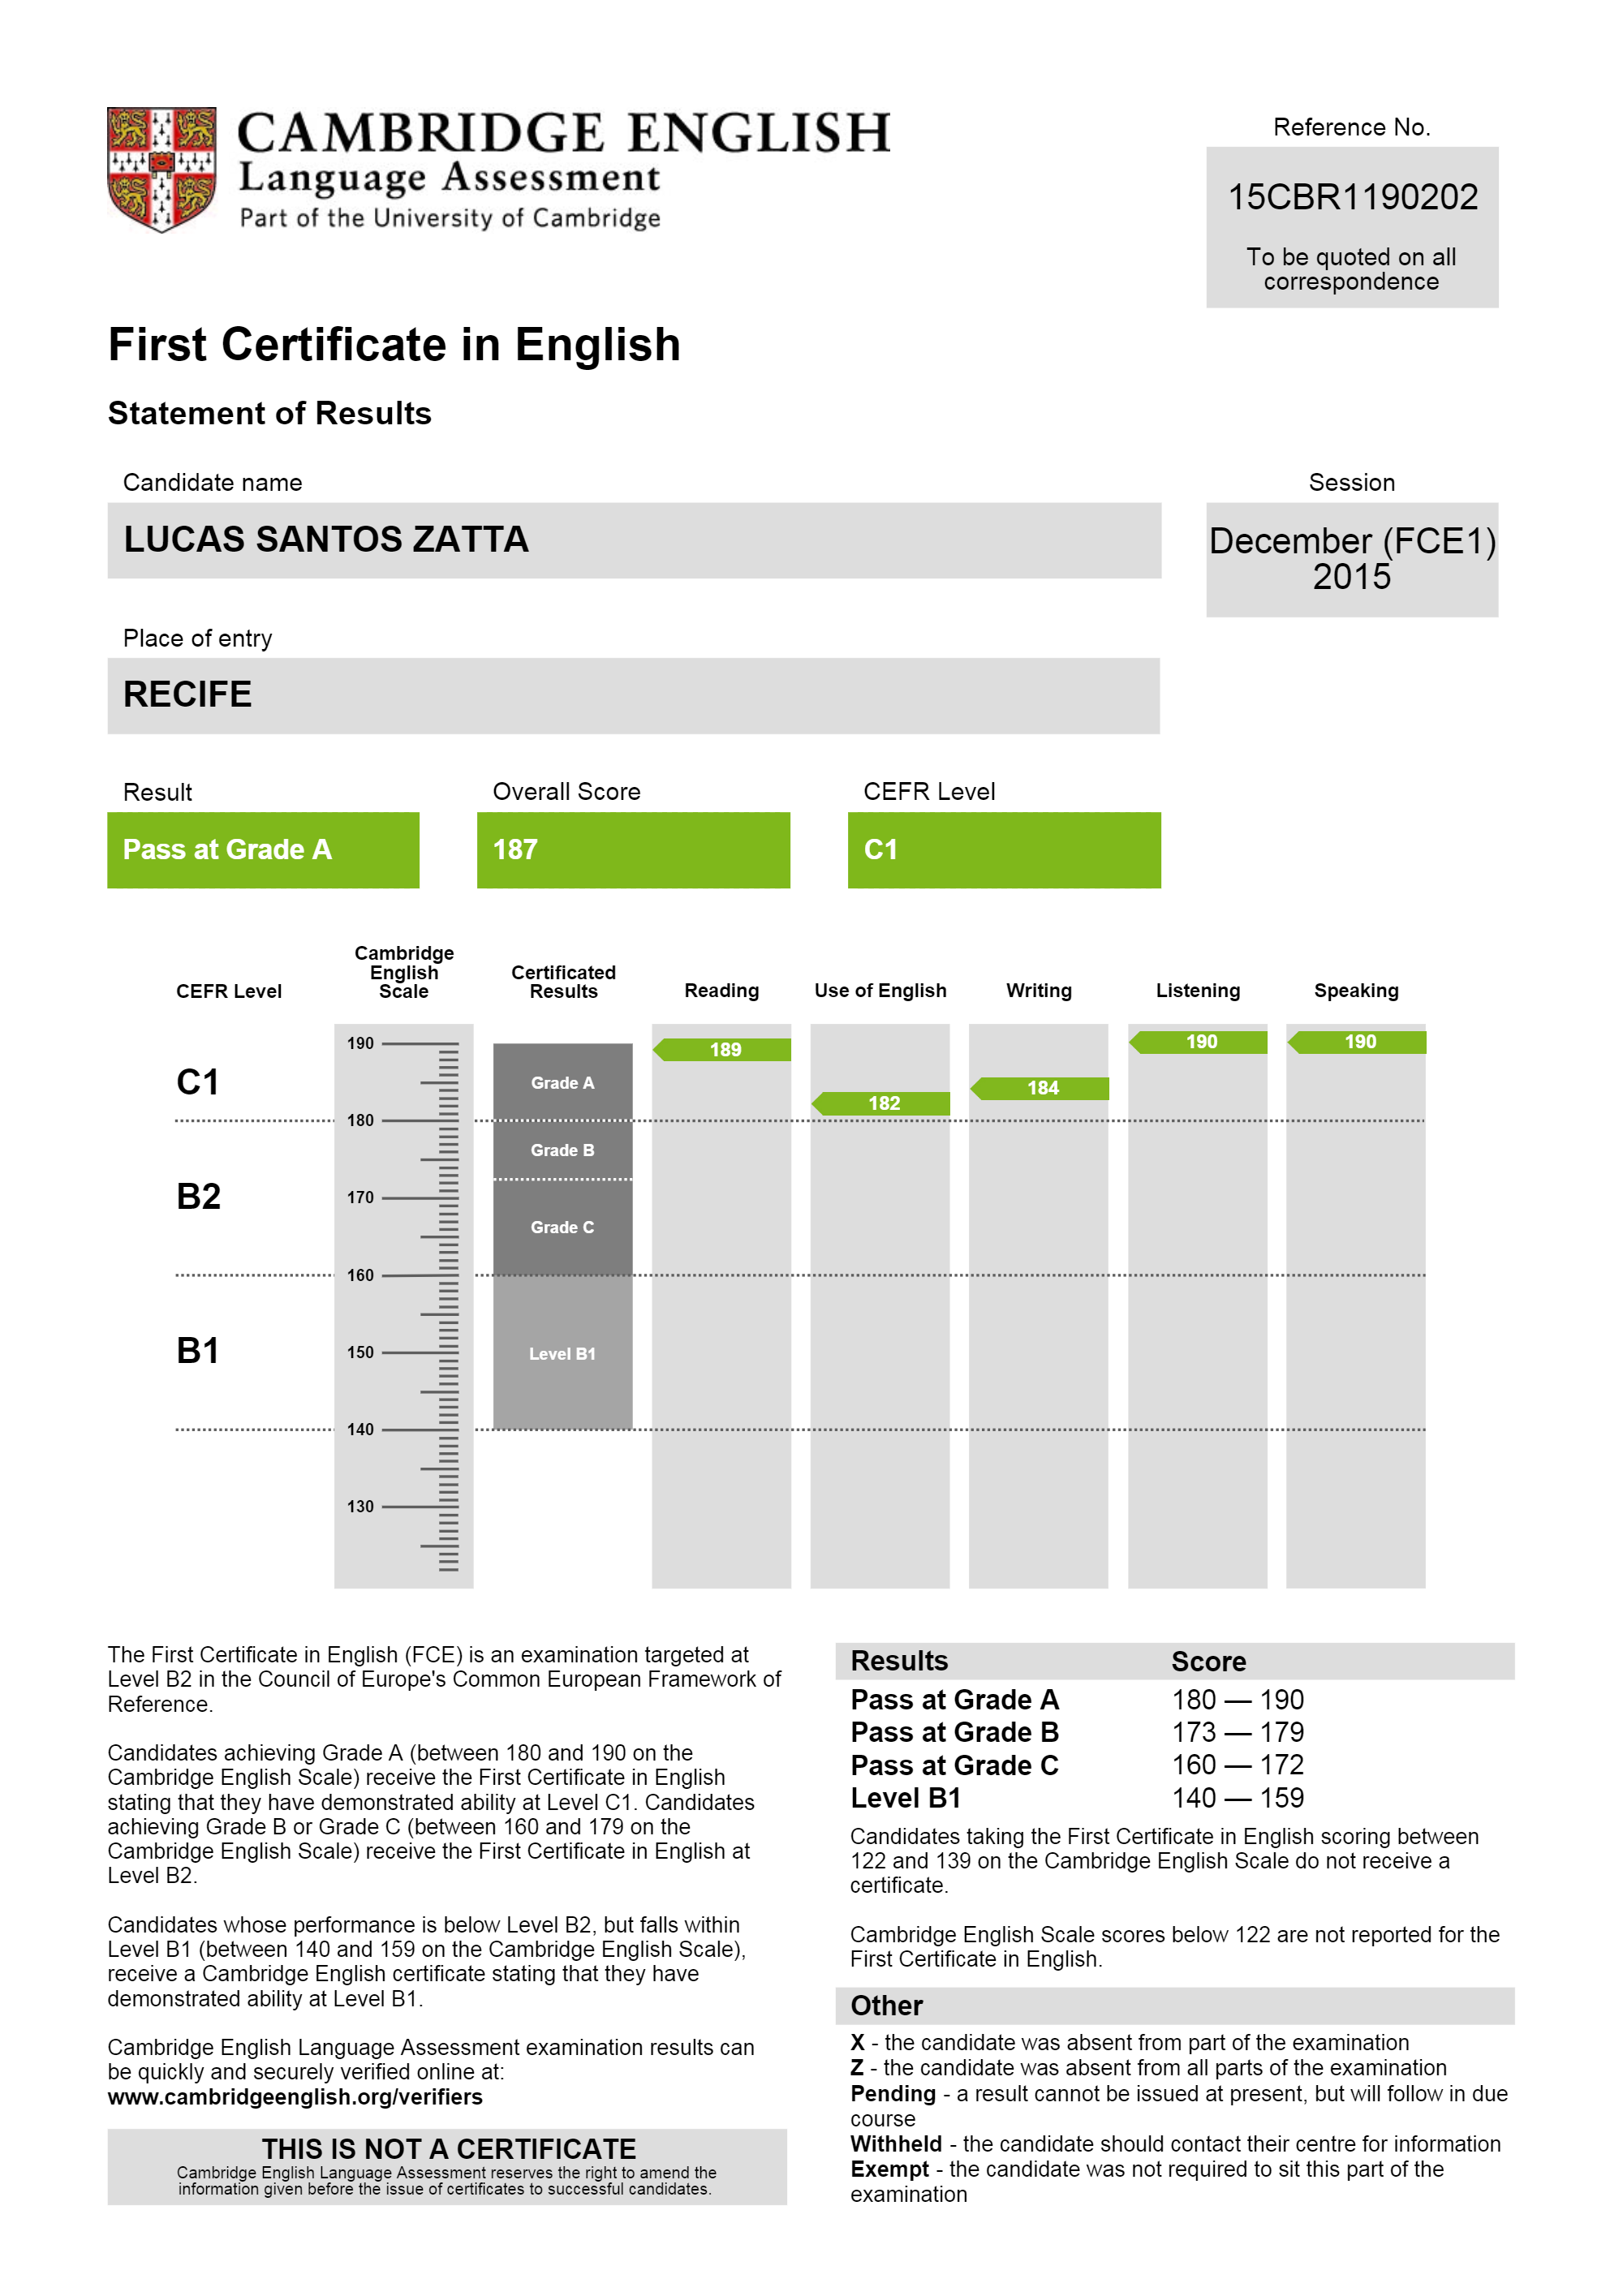 CAMBRIDGE ENGLISH
Language Assessment
Part of the University of Cambridge
Reference No.
15CBR1190202
To be quoted on all
correspondence
First Certificate in English
Statement of Results
Candidate name
LUCAS SANTOS ZATTA
Session
December (FCE1)
2015
Place of entry
RECIFE
Result
Pass at Grade A
Overall Score
187
CEFR Level
C1
CEFR Level
Cambridge
English
Scale
Certificated
Results
Reading
Use of English
Writing
Listening
Speaking
C1
B2
B1
190
180
170
160
150
140
130
Grade A
Grade B
Grade C
Level B1
189
182
184
190
190
The First Certificate in English (FCE) is an examination targeted at
Level B2 in the Council of Europe's Common European Framework of
Reference.
Candidates achieving Grade A (between 180 and 190 on the
Cambridge English Scale) receive the First Certificate in English
stating that they have demonstrated ability at Level C1. Candidates
achieving Grade B or Grade C (between 160 and 179 on the
Cambridge English Scale) receive the First Certificate in English at
Level B2.
Candidates whose performance is below Level B2, but falls within
Level B1 (between 140 and 159 on the Cambridge English Scale),
receive a Cambridge English certificate stating that they have
demonstrated ability at Level B1.
Cambridge English Language Assessment examination results can
be quickly and securely verified online at:
www.cambridgeenglish.org/verifiers
THIS IS NOT A CERTIFICATE
Cambridge English Language Assessment reserves the right to amend the
information given before the issue of certificates to successful candidates.
Results Score
Pass at Grade A 180 — 190
Pass at Grade B 173 — 179
Pass at Grade C 160 — 172
Level B1 140 — 159
Candidates taking the First Certificate in English scoring between
122 and 139 on the Cambridge English Scale do not receive a
certificate.
Cambridge English Scale scores below 122 are not reported for the
First Certificate in English.
Other
X - the candidate was absent from part of the examination
Z - the candidate was absent from all parts of the examination
Pending - a result cannot be issued at present, but will follow in due
course
Withheld - the candidate should contact their centre for information
Exempt - the candidate was not required to sit this part of the
examination